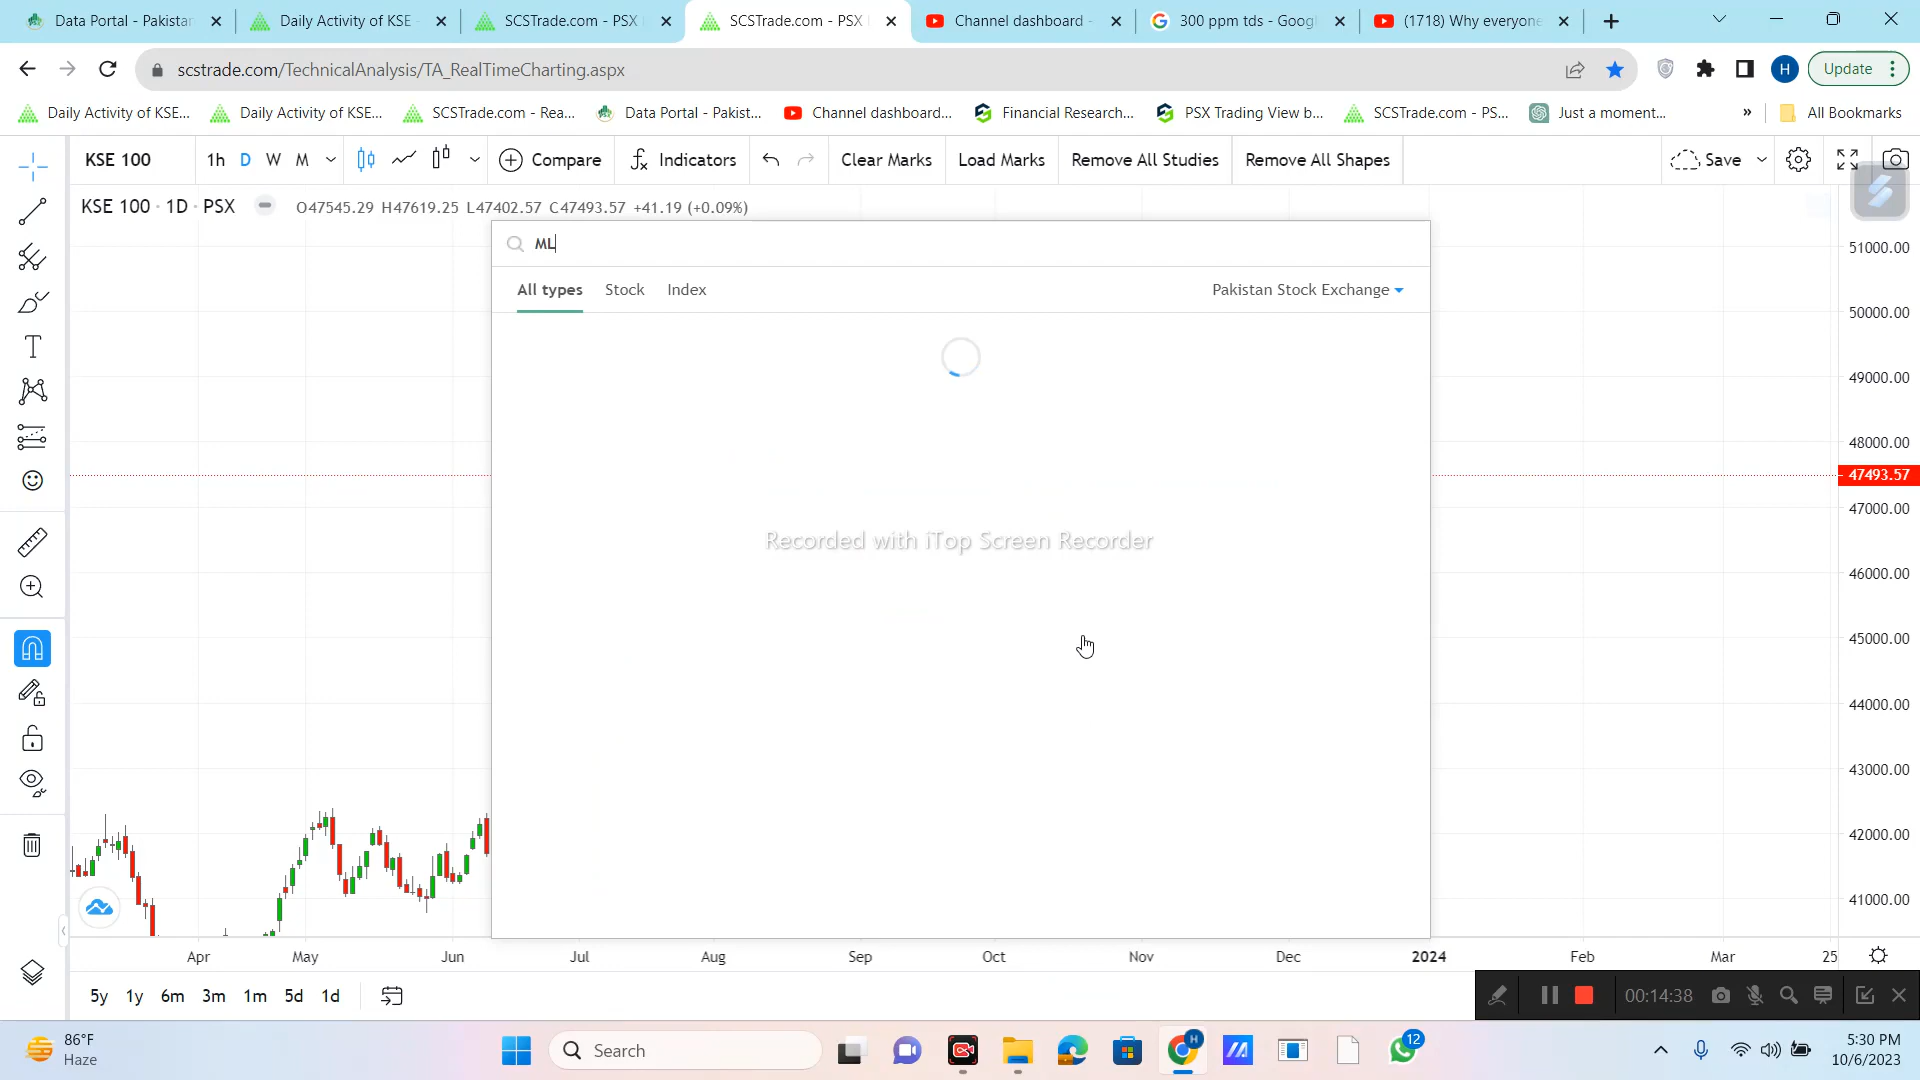 Data Portal - Pakistan
Daily Activity of KSE -
SCSTrade.com - PSX
SCSTrade.com - PSX
Channel dashboard -
300 ppm tds - Goog
(1718) Why everyone
scstrade.com/TechnicalAnalysis/TA_RealTimeCharting.aspx
H
Update
Daily Activity of KSE...
Daily Activity of KSE...
SCSTrade.com - Rea...
Data Portal - Pakist...
Channel dashboard...
Financial Research...
PSX Trading View b...
SCSTrade.com - PS...
Just a moment...
»
All Bookmarks
KSE 100
1h
D
W
M
Compare
Indicators
Clear Marks
Load Marks
Remove All Studies
Remove All Shapes
Save
KSE 100 · 1D · PSX
O47545.29 H47619.25 L47402.57 C47493.57 +41.19 (+0.09%)
ML
All types
Stock
Index
Pakistan Stock Exchange
Recorded with iTop Screen Recorder
51000.00
50000.00
49000.00
48000.00
47493.57
47000.00
46000.00
45000.00
44000.00
43000.00
42000.00
41000.00
Apr
May
Jun
Jul
Aug
Sep
Oct
Nov
Dec
2024
Feb
Mar
25
5y
1y
6m
3m
1m
5d
1d
00:14:38
86°F
Haze
Search
H
12
5:30 PM
10/6/2023